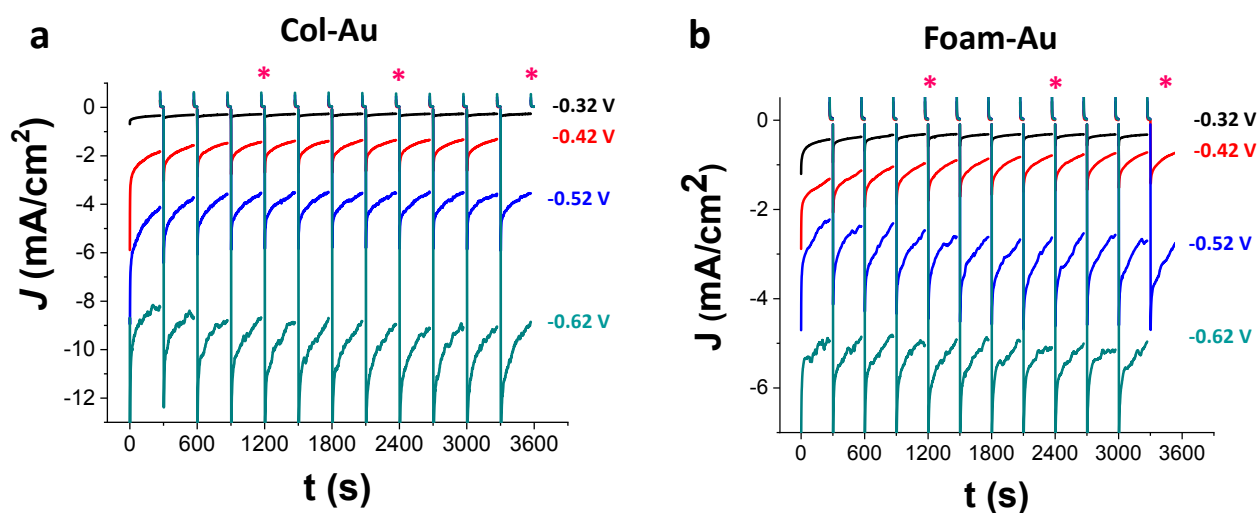 a
Col-Au
*
*
*
J (mA/cm²)
0
-2
-4
-6
-8
-10
-12
-0.32 V
-0.42 V
-0.52 V
-0.62 V
0 600 1200 1800 2400 3000 3600
t (s)
b
Foam-Au
*
*
*
J (mA/cm²)
0
-2
-4
-6
-0.32 V
-0.42 V
-0.52 V
-0.62 V
0 600 1200 1800 2400 3000 3600
t (s)